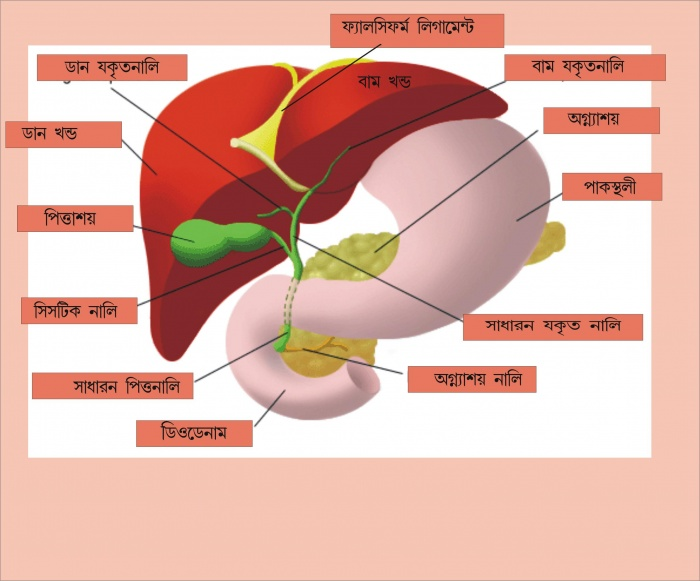 ফ্যালসিফর্ম লিগামেন্ট
ডান যকৃতনালি
বাম যকৃতনালি
বাম খন্ড
অগ্ন্যাশয়
ডান খন্ড
পাকস্থলী
পিত্তাশয়
সিসটিক নালি
সাধারন যকৃত নালি
সাধারন পিত্তনালি
অগ্ন্যাশয় নালি
ডিওডেনাম